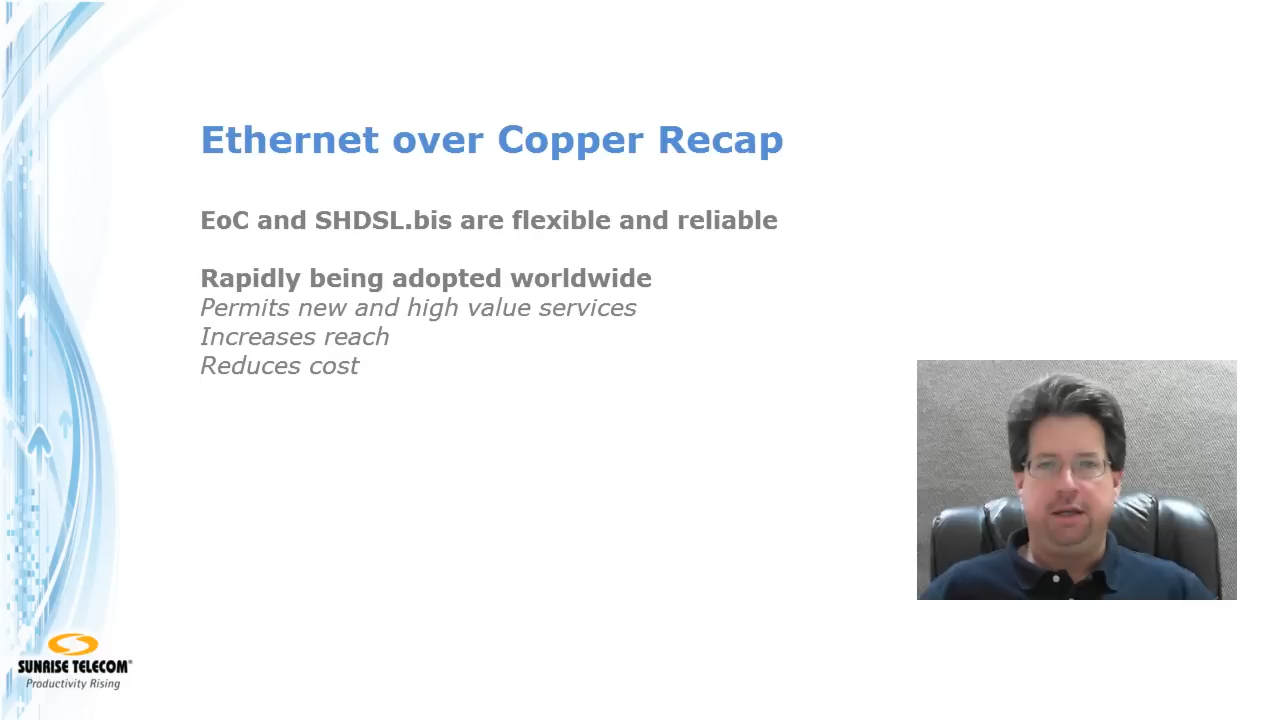 Ethernet over Copper Recap
EoC and SHDSL.bis are flexible and reliable
Rapidly being adopted worldwide
Permits new and high value services
Increases reach
Reduces cost
SUNRISE TELECOM®
Productivity Rising